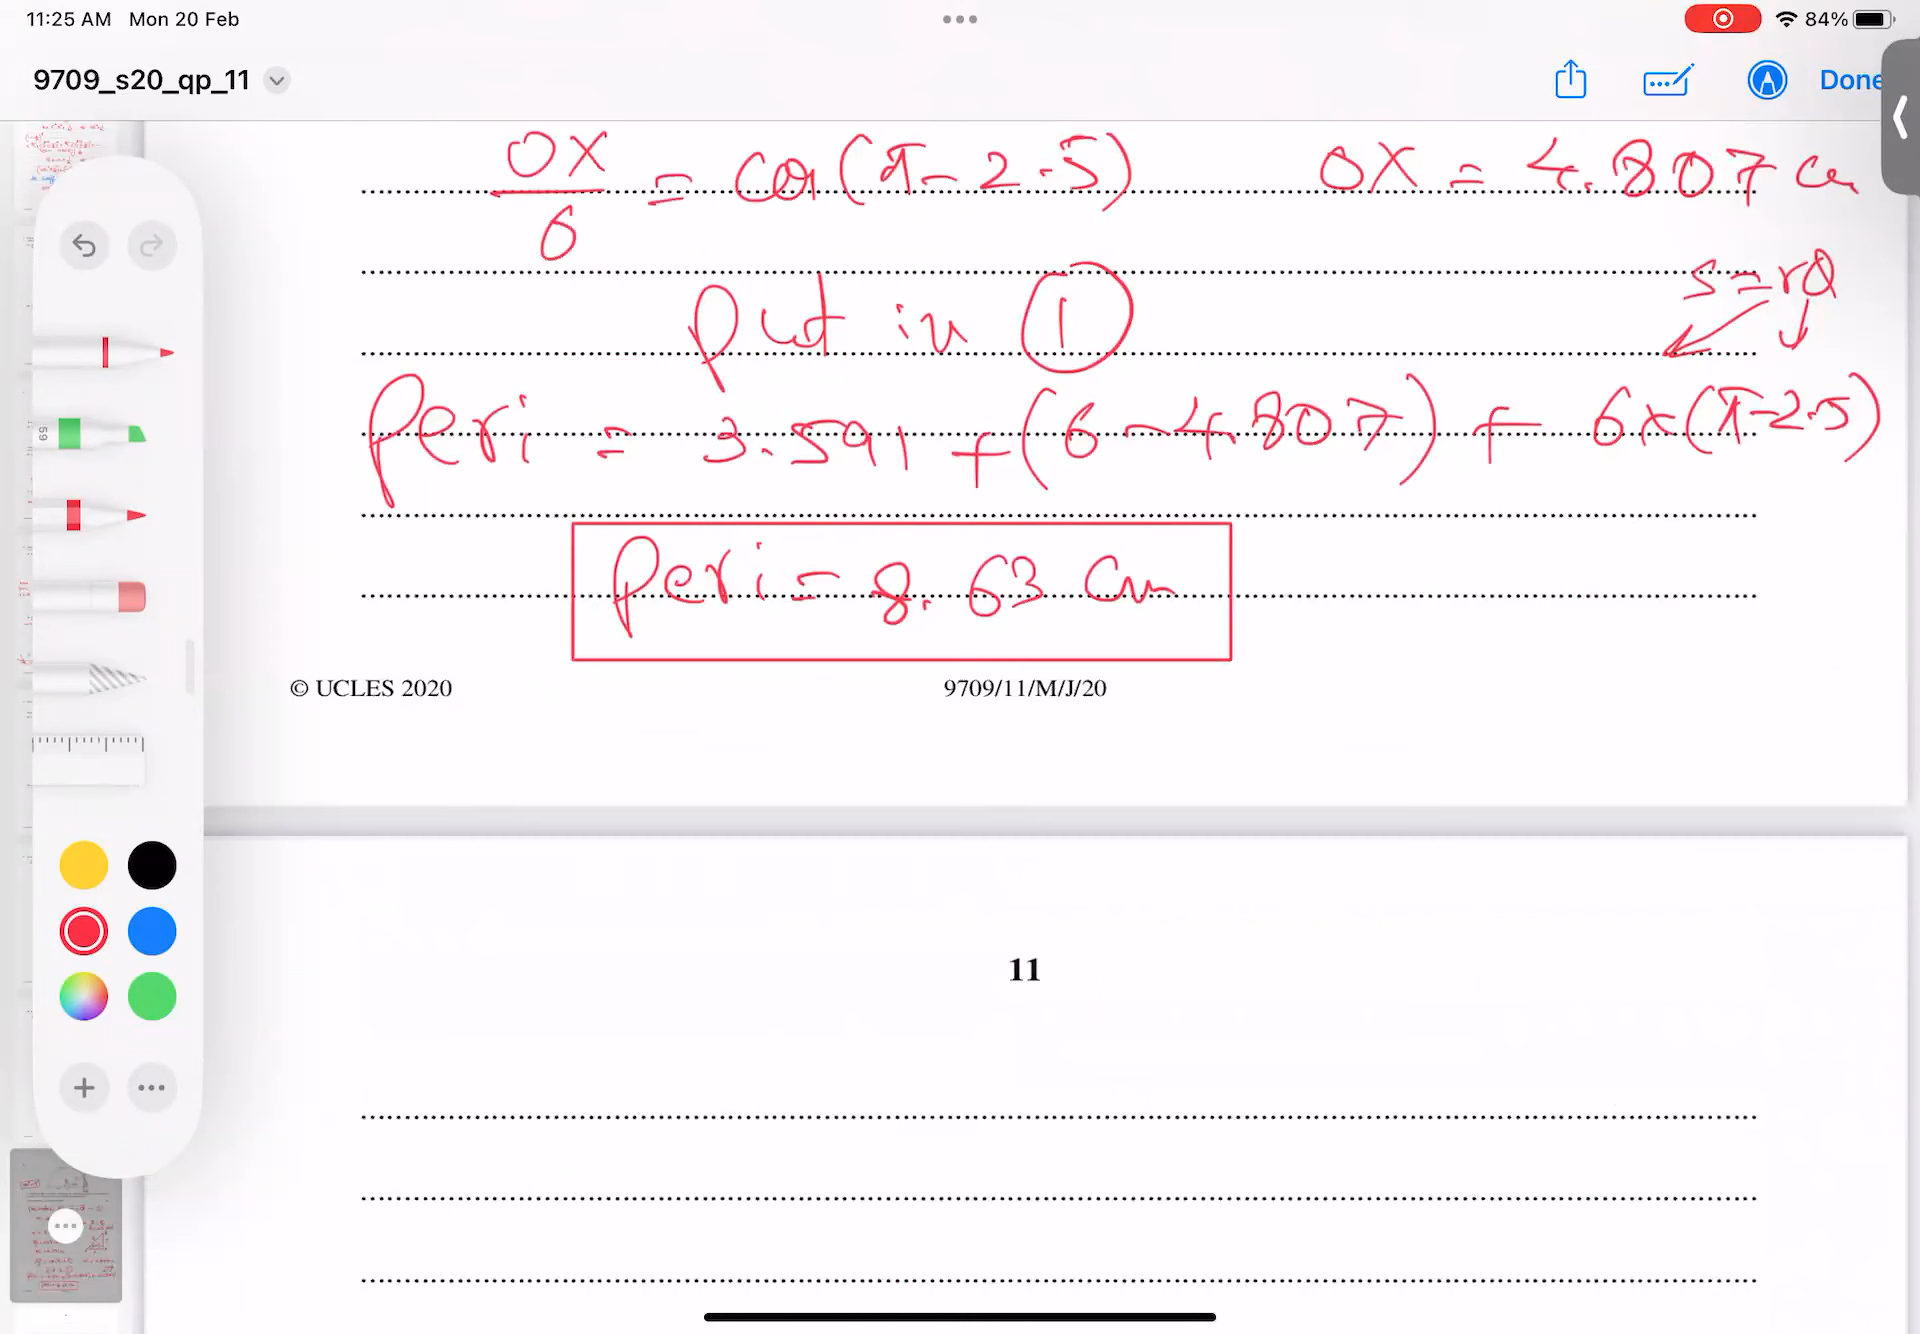 11:25 AM Mon 20 Feb
84%
9709_s20_qp_11
Done
OX/6 = cos(π - 2.5) OX = 4.807 cm
s = rθ
Put in ①
Peri = 3.591 + (6 - 4.807) + 6×(π-2.5)
Peri = 8.63 cm
© UCLES 2020 9709/11/M/J/20
11
59